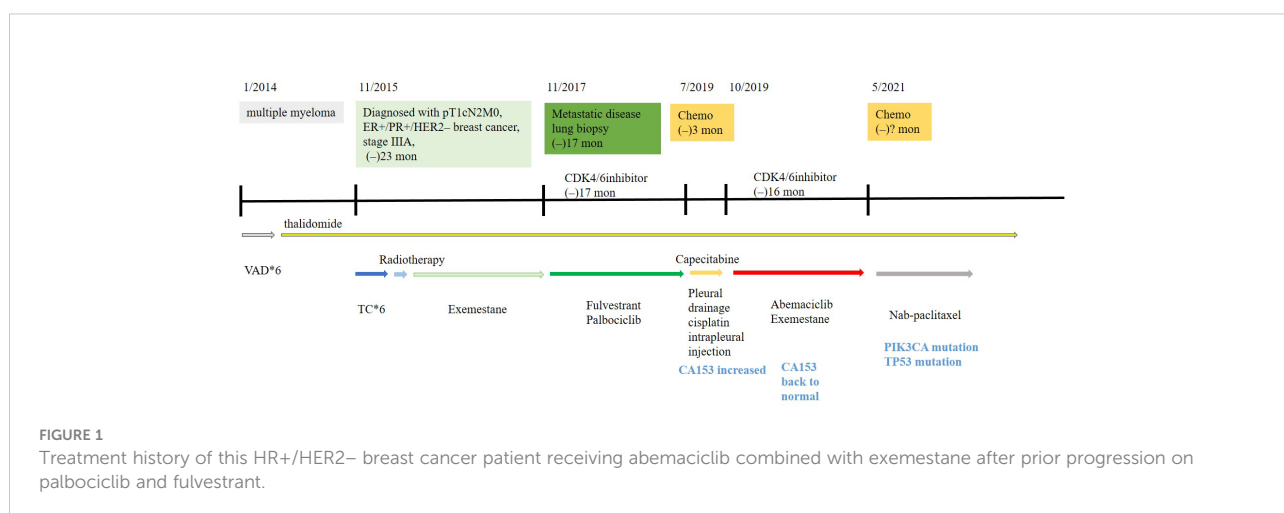 1/2014
11/2015
11/2017
7/2019
10/2019
5/2021
multiple myeloma
Diagnosed with pT1cN2M0,
ER+/PR+/HER2– breast cancer,
stage IIIA,
(–)23 mon
Metastatic disease
lung biopsy
(–)17 mon
Chemo
(–)3 mon
Chemo
(–)? mon
CDK4/6inhibitor
(–)17 mon
CDK4/6inhibitor
(–)16 mon
thalidomide
VAD*6
Radiotherapy
TC*6
Exemestane
Fulvestrant
Palbociclib
Capecitabine
Pleural
drainage
cisplatin
intrapleural
injection
CA153 increased
Abemaciclib
Exemestane
CA153
back to
normal
Nab-paclitaxel
PIK3CA mutation
TP53 mutation
FIGURE 1
Treatment history of this HR+/HER2– breast cancer patient receiving abemaciclib combined with exemestane after prior progression on
palbociclib and fulvestrant.